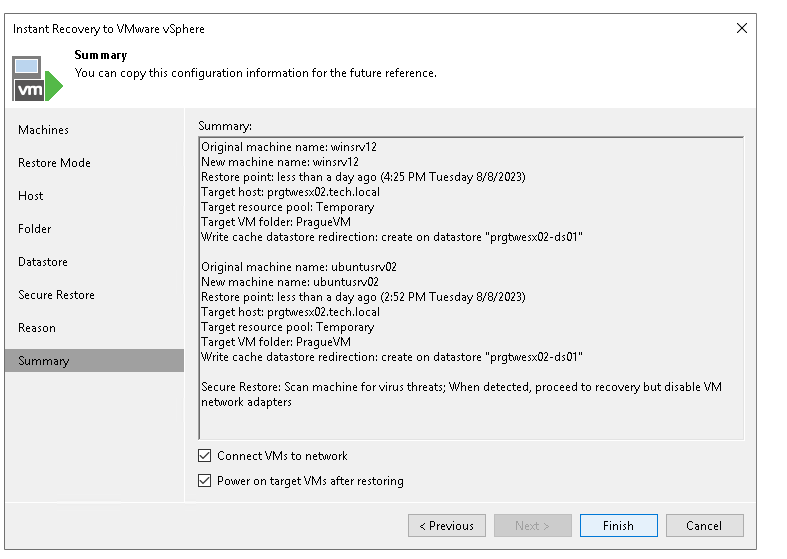 Instant Recovery to VMware vSphere
Summary
You can copy this configuration information for the future reference.
vm
Machines
Restore Mode
Host
Folder
Datastore
Secure Restore
Reason
Summary
Summary:
Original machine name: winsrv12
New machine name: winsrv12
Restore point: less than a day ago (4:25 PM Tuesday 8/8/2023)
Target host: prgtwesx02.tech.local
Target resource pool: Temporary
Target VM folder: PragueVM
Write cache datastore redirection: create on datastore "prgtwesx02-ds01"
Original machine name: ubuntusrv02
New machine name: ubuntusrv02
Restore point: less than a day ago (2:52 PM Tuesday 8/8/2023)
Target host: prgtwesx02.tech.local
Target resource pool: Temporary
Target VM folder: PragueVM
Write cache datastore redirection: create on datastore "prgtwesx02-ds01"
Secure Restore: Scan machine for virus threats; When detected, proceed to recovery but disable VM
network adapters
Connect VMs to network
Power on target VMs after restoring
< Previous
Next >
Finish
Cancel